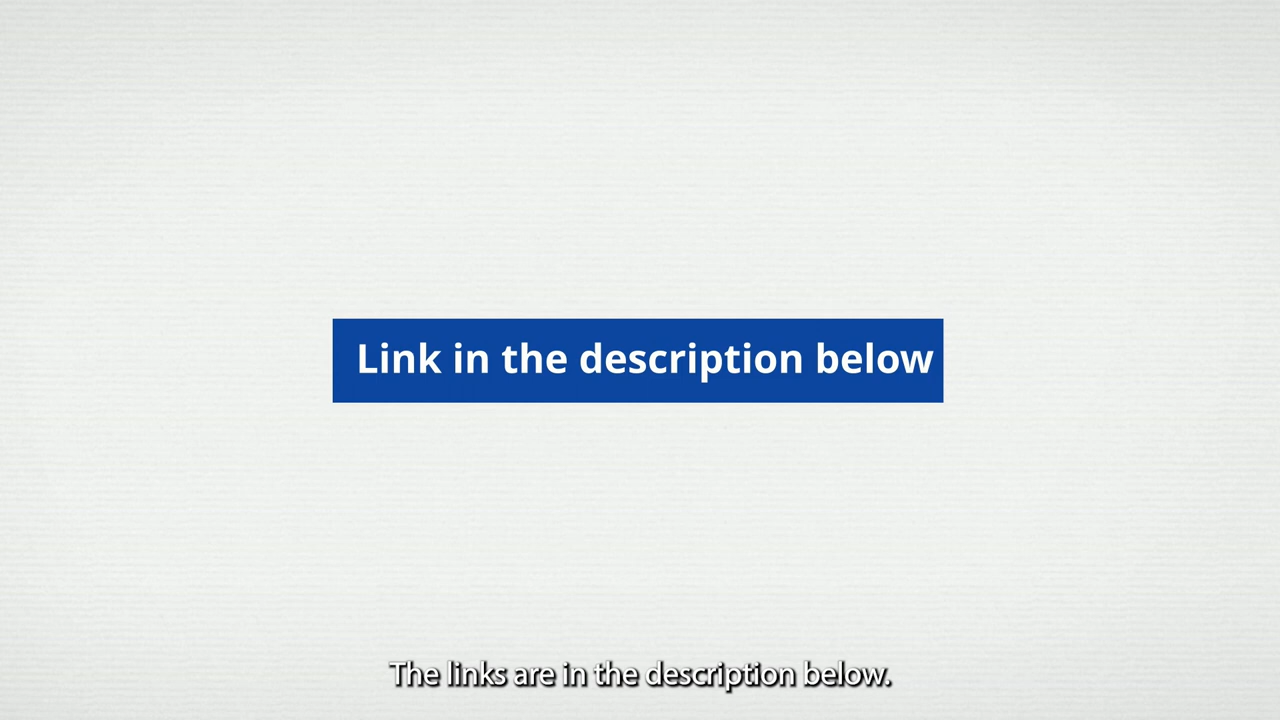 Link in the description below
The links are in the description below.